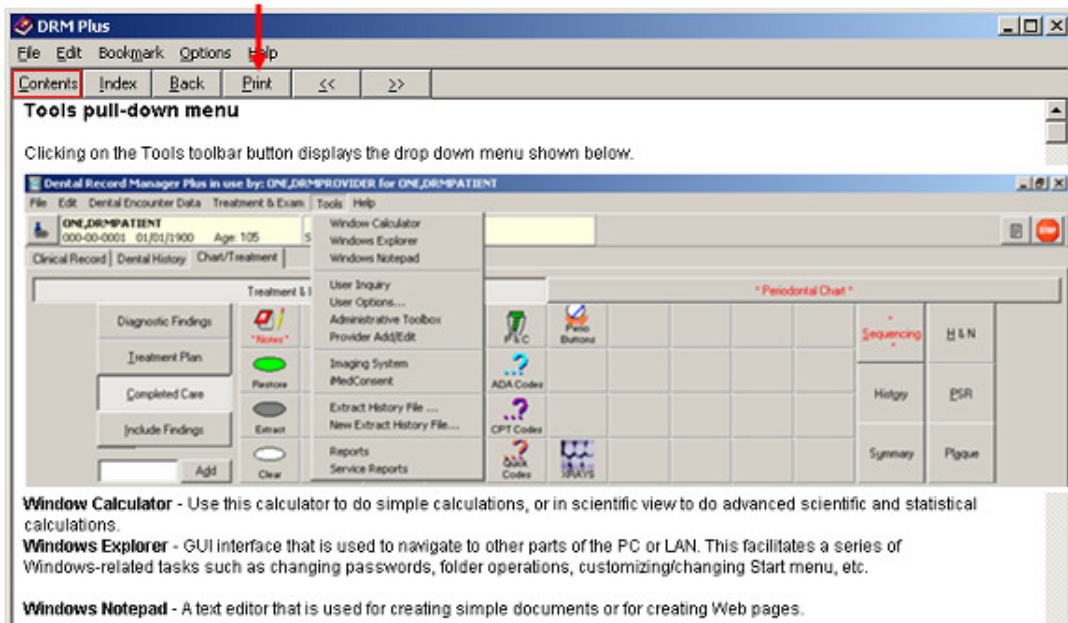 DRM Plus
File Edit Bookmark Options Help
Contents Index Back Print << >>
Tools pull-down menu
Clicking on the Tools toolbar button displays the drop down menu shown below.
Dental Record Manager Plus in use by: ONE,DRMPROVIDER for ONE,DRMPATIENT
File Edit Dental Encounter Data Treatment & Exam Tools Help
ONE,DRMPATIENT
000-00-0001 01/01/1900 Age: 105 S
STOP
Clinical Record Dental History Chart/Treatment
Window Calculator
Windows Explorer
Windows Notepad
User Inquiry
User Options...
Administrative Toolbox
Provider Add/Edit
Imaging System
iMedConsent
Extract History File ...
New Extract History File...
Reports
Service Reports
Treatment &
* Periodontal Chart *
Diagnostic Findings
Treatment Plan
Completed Care
Include Findings
Add
*Notes*
Restore
Extract
Clear
P & C
Perio
Buttons
ADA Codes
CPT Codes
Quick
Codes
XRAYS
*
Sequencing
*
H & N
History
PSR
Summary
Plaque
Window Calculator - Use this calculator to do simple calculations, or in scientific view to do advanced scientific and statistical
calculations.
Windows Explorer - GUI interface that is used to navigate to other parts of the PC or LAN. This facilitates a series of
Windows-related tasks such as changing passwords, folder operations, customizing/changing Start menu, etc.
Windows Notepad - A text editor that is used for creating simple documents or for creating Web pages.